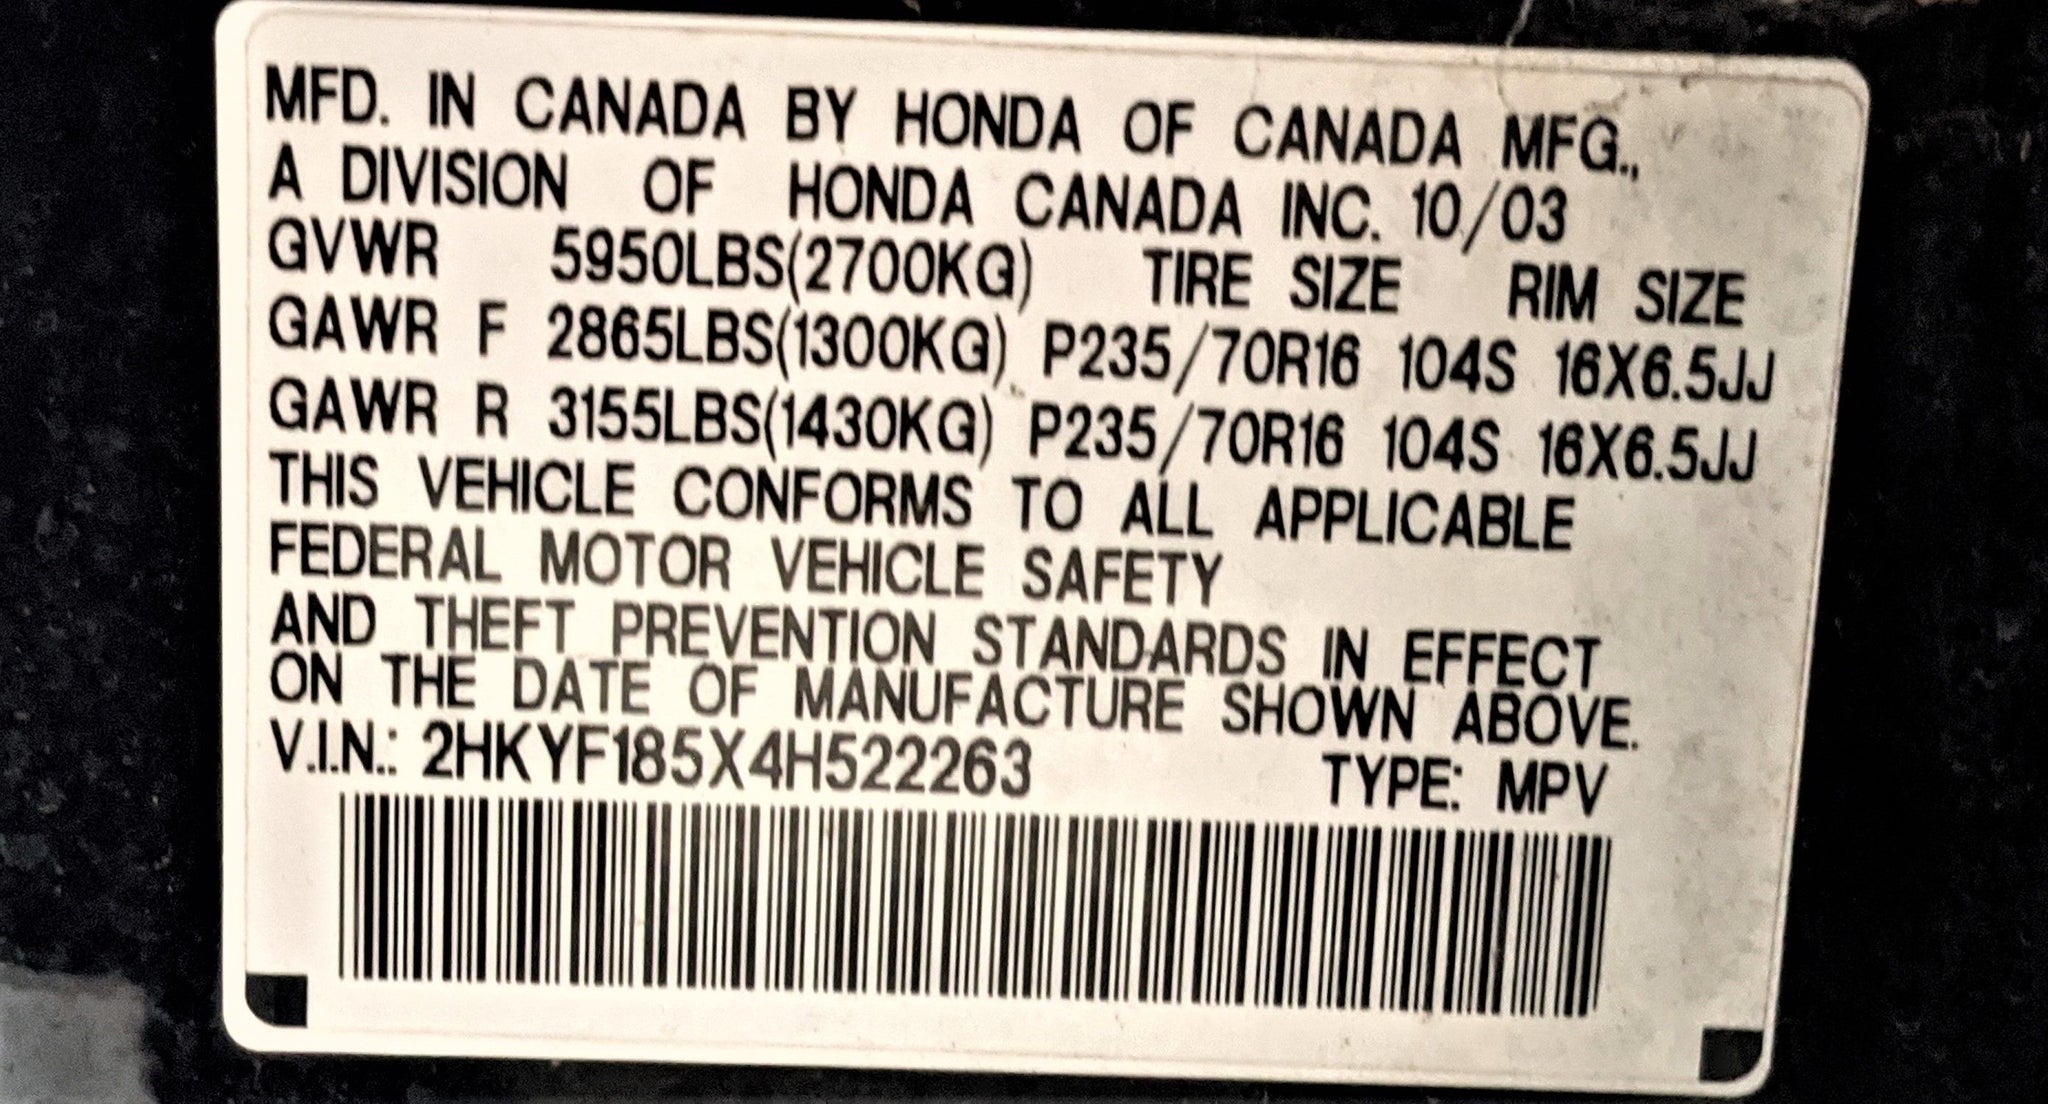 MFD. IN CANADA BY HONDA OF CANADA MFG.,
A DIVISION OF HONDA CANADA INC. 10/03
GVWR 5950LBS(2700KG) TIRE SIZE RIM SIZE
GAWR F 2865LBS(1300KG) P235/70R16 104S 16X6.5JJ
GAWR R 3155LBS(1430KG) P235/70R16 104S 16X6.5JJ
THIS VEHICLE CONFORMS TO ALL APPLICABLE
FEDERAL MOTOR VEHICLE SAFETY
AND THEFT PREVENTION STANDARDS IN EFFECT
ON THE DATE OF MANUFACTURE SHOWN ABOVE.
V.I.N.: 2HKYF185X4H522263 TYPE: MPV